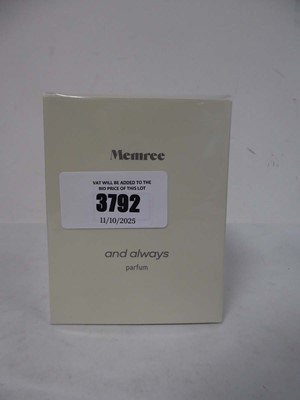 Memree
VAT WILL BE ADDED TO THE
BID PRICE OF THIS LOT
3792
11/10/2025
and always
parfum